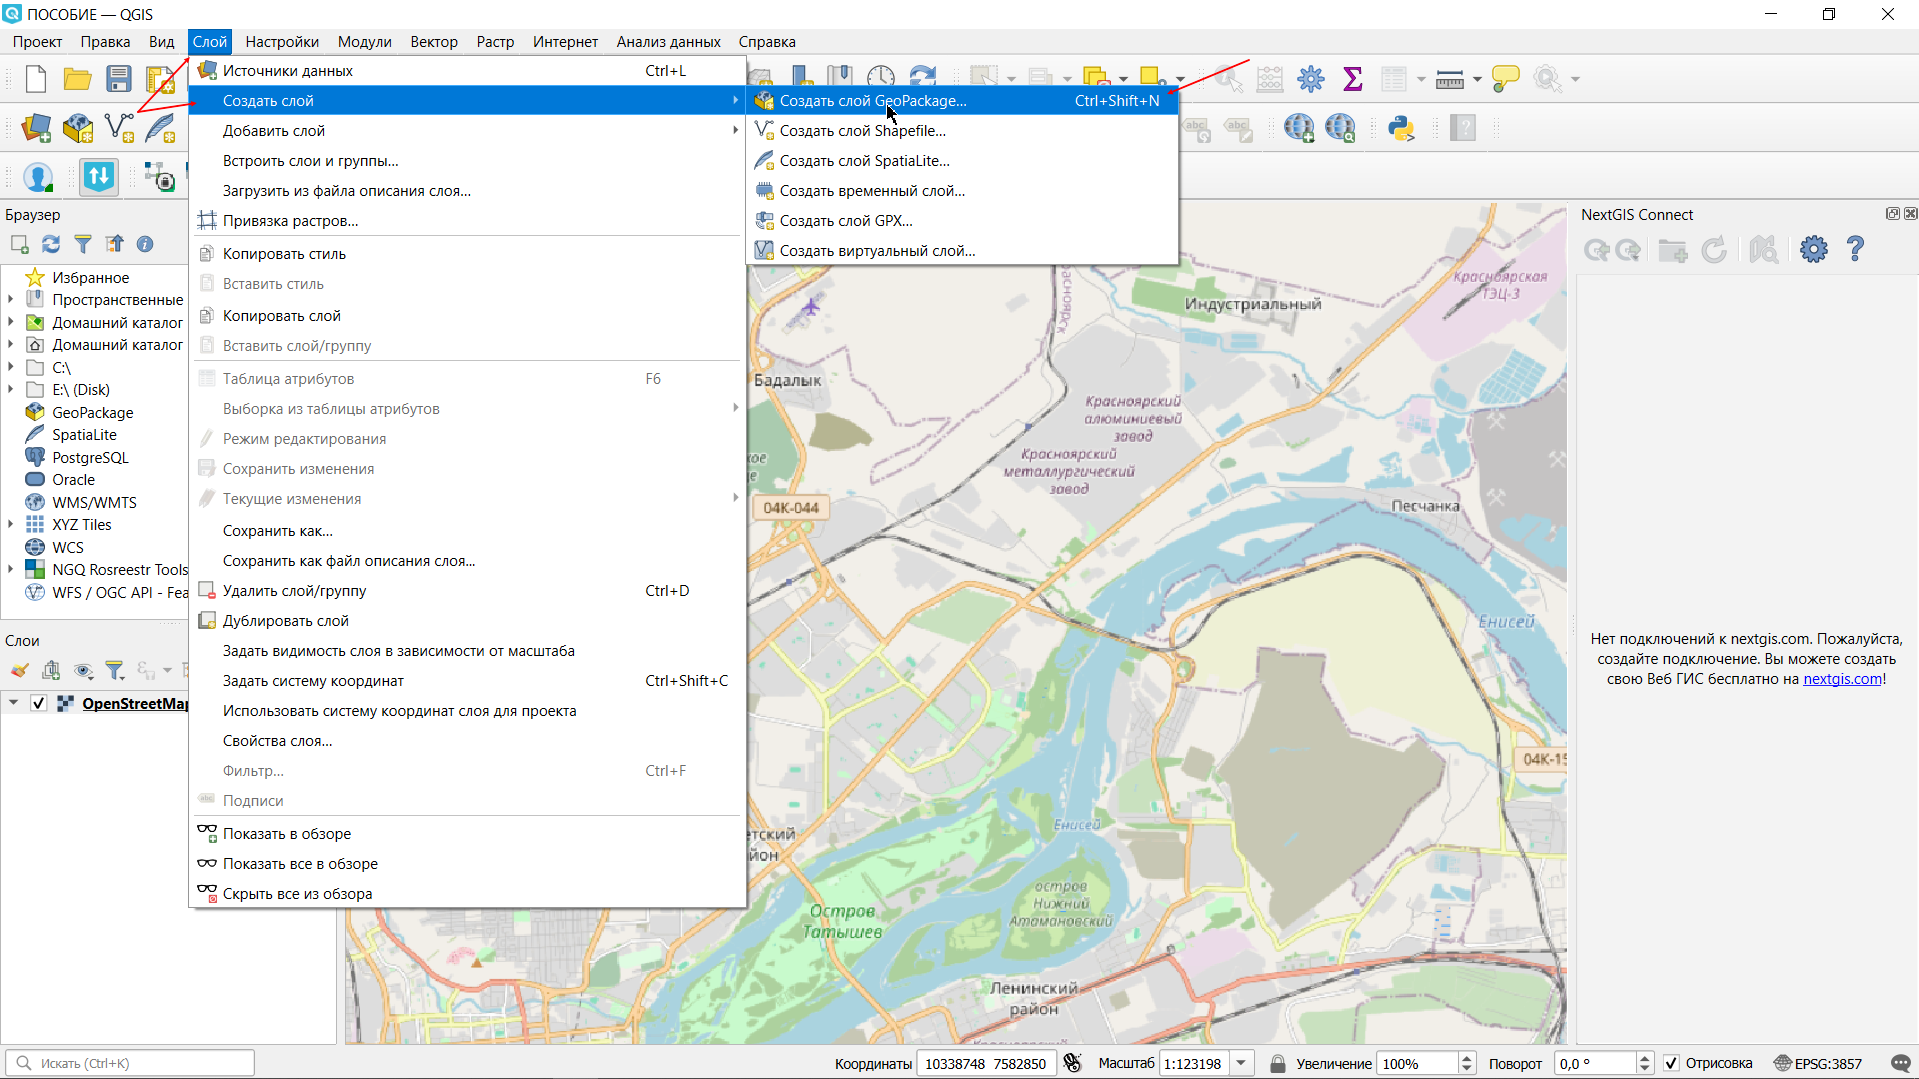 ПОСОБИЕ — QGIS
Проект Правка Вид Слой Настройки Модули Вектор Растр Интернет Анализ данных Справка
Источники данных Ctrl+L
Создать слой
Добавить слой
Встроить слои и группы...
Загрузить из файла описания слоя...
Привязка растров...
Копировать стиль
Вставить стиль
Копировать слой
Вставить слой/группу
Таблица атрибутов F6
Выборка из таблицы атрибутов
Режим редактирования
Сохранить изменения
Текущие изменения
Сохранить как...
Сохранить как файл описания слоя...
Удалить слой/группу Ctrl+D
Дублировать слой
Задать видимость слоя в зависимости от масштаба
Задать систему координат Ctrl+Shift+C
Использовать систему координат слоя для проекта
Свойства слоя...
Фильтр... Ctrl+F
Подписи
Показать в обзоре
Показать все в обзоре
Скрыть все из обзора
Создать слой GeoPackage... Ctrl+Shift+N
Создать слой Shapefile...
Создать слой SpatiaLite...
Создать временный слой...
Создать слой GPX...
Создать виртуальный слой...
Браузер
Избранное
Пространственные
Домашний каталог
Домашний каталог
C:\
E:\ (Disk)
GeoPackage
SpatiaLite
PostgreSQL
Oracle
WMS/WMTS
XYZ Tiles
WCS
NGQ Rosreestr Tools
WFS / OGC API - Fea
Слои
OpenStreetMap
abc
abc
abc
Красноярск
Индустриальный
Красноярская
ТЭЦ-3
Бадалык
Красноярский
алюминиевый
завод
Красноярский
металлургический
завод
кое
04К-044
Песчанка
Енисей
04К-15
Енисей
етский
йон
остров
Нижний
Атамановский
Остров
Татышев
Ленинский
район
NextGIS Connect
Нет подключений к nextgis.com. Пожалуйста,
создайте подключение. Вы можете создать
свою Веб ГИС бесплатно на nextgis.com!
Искать (Ctrl+K)
Координаты 10338748 7582850 Масштаб 1:123198 Увеличение 100% Поворот 0,0 ° Отрисовка EPSG:3857